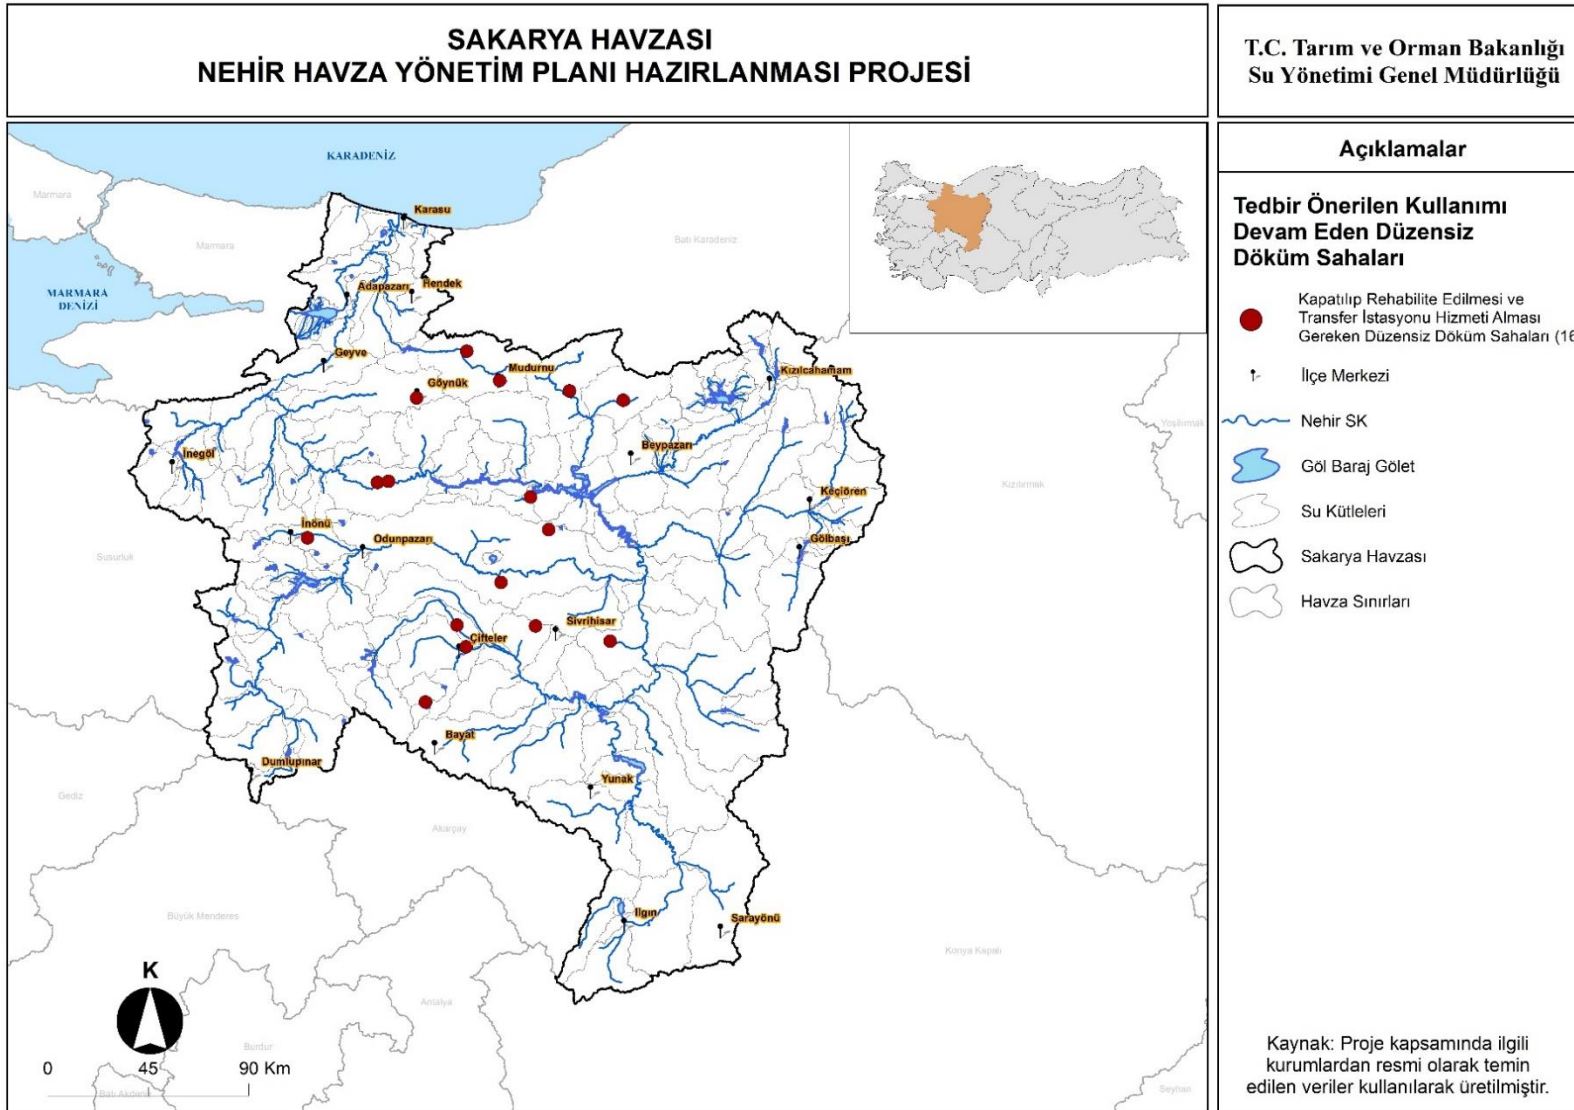 SAKARYA HAVZASI
NEHİR HAVZA YÖNETİM PLANI HAZIRLANMASI PROJESİ
T.C. Tarım ve Orman Bakanlığı
Su Yönetimi Genel Müdürlüğü
KARADENİZ
Marmara
Marmara
Batı Karadeniz
MARMARA
DENİZİ
Karasu
Adapazarı
Hendek
Geyve
Mudurnu
Göynük
Kızılcahamam
Yeşilırmak
İnegöl
Beypazarı
Kızılırmak
Keçiören
İnönü
Odunpazarı
Gölbaşı
Susurluk
Sivrihisar
Çifteler
Bayat
Dumlupınar
Yunak
Gediz
Akarçay
Büyük Menderes
Ilgın
Sarayönü
Konya Kapalı
Antalya
Burdur
Batı Akdeniz
Seyhan
K
0 45 90 Km
Açıklamalar
Tedbir Önerilen Kullanımı
Devam Eden Düzensiz
Döküm Sahaları
Kapatılıp Rehabilite Edilmesi ve
Transfer İstasyonu Hizmeti Alması
Gereken Düzensiz Döküm Sahaları (16
İlçe Merkezi
Nehir SK
Göl Baraj Gölet
Su Kütleleri
Sakarya Havzası
Havza Sınırları
Kaynak: Proje kapsamında ilgili
kurumlardan resmi olarak temin
edilen veriler kullanılarak üretilmiştir.